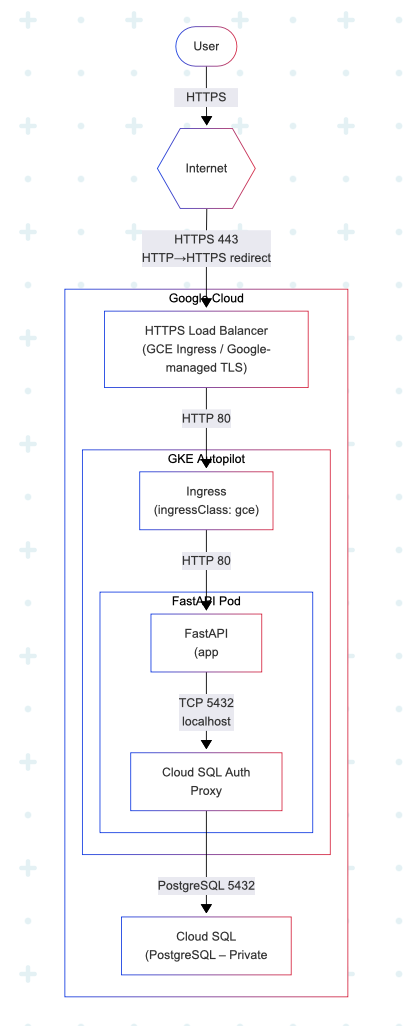 User
HTTPS
Internet
HTTPS 443
HTTP→HTTPS redirect
Google Cloud
HTTPS Load Balancer
(GCE Ingress / Google-
managed TLS)
HTTP 80
GKE Autopilot
Ingress
(ingressClass: gce)
HTTP 80
FastAPI Pod
FastAPI
(app
TCP 5432
localhost
Cloud SQL Auth
Proxy
PostgreSQL 5432
Cloud SQL
(PostgreSQL – Private